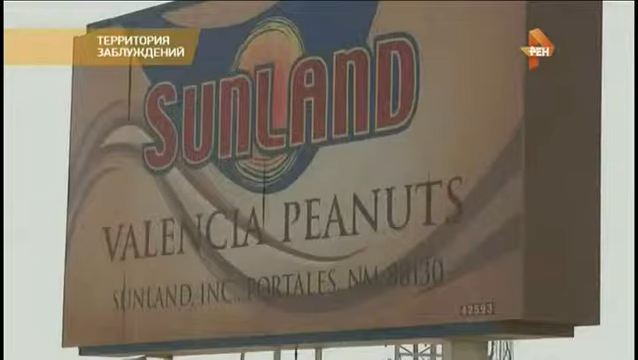 ТЕРРИТОРИЯ
ЗАБЛУЖДЕНИЙ
РЕН
SUNLAND
VALENCIA PEANUTS
SUNLAND, INC., PORTALES, NM 88130
42593